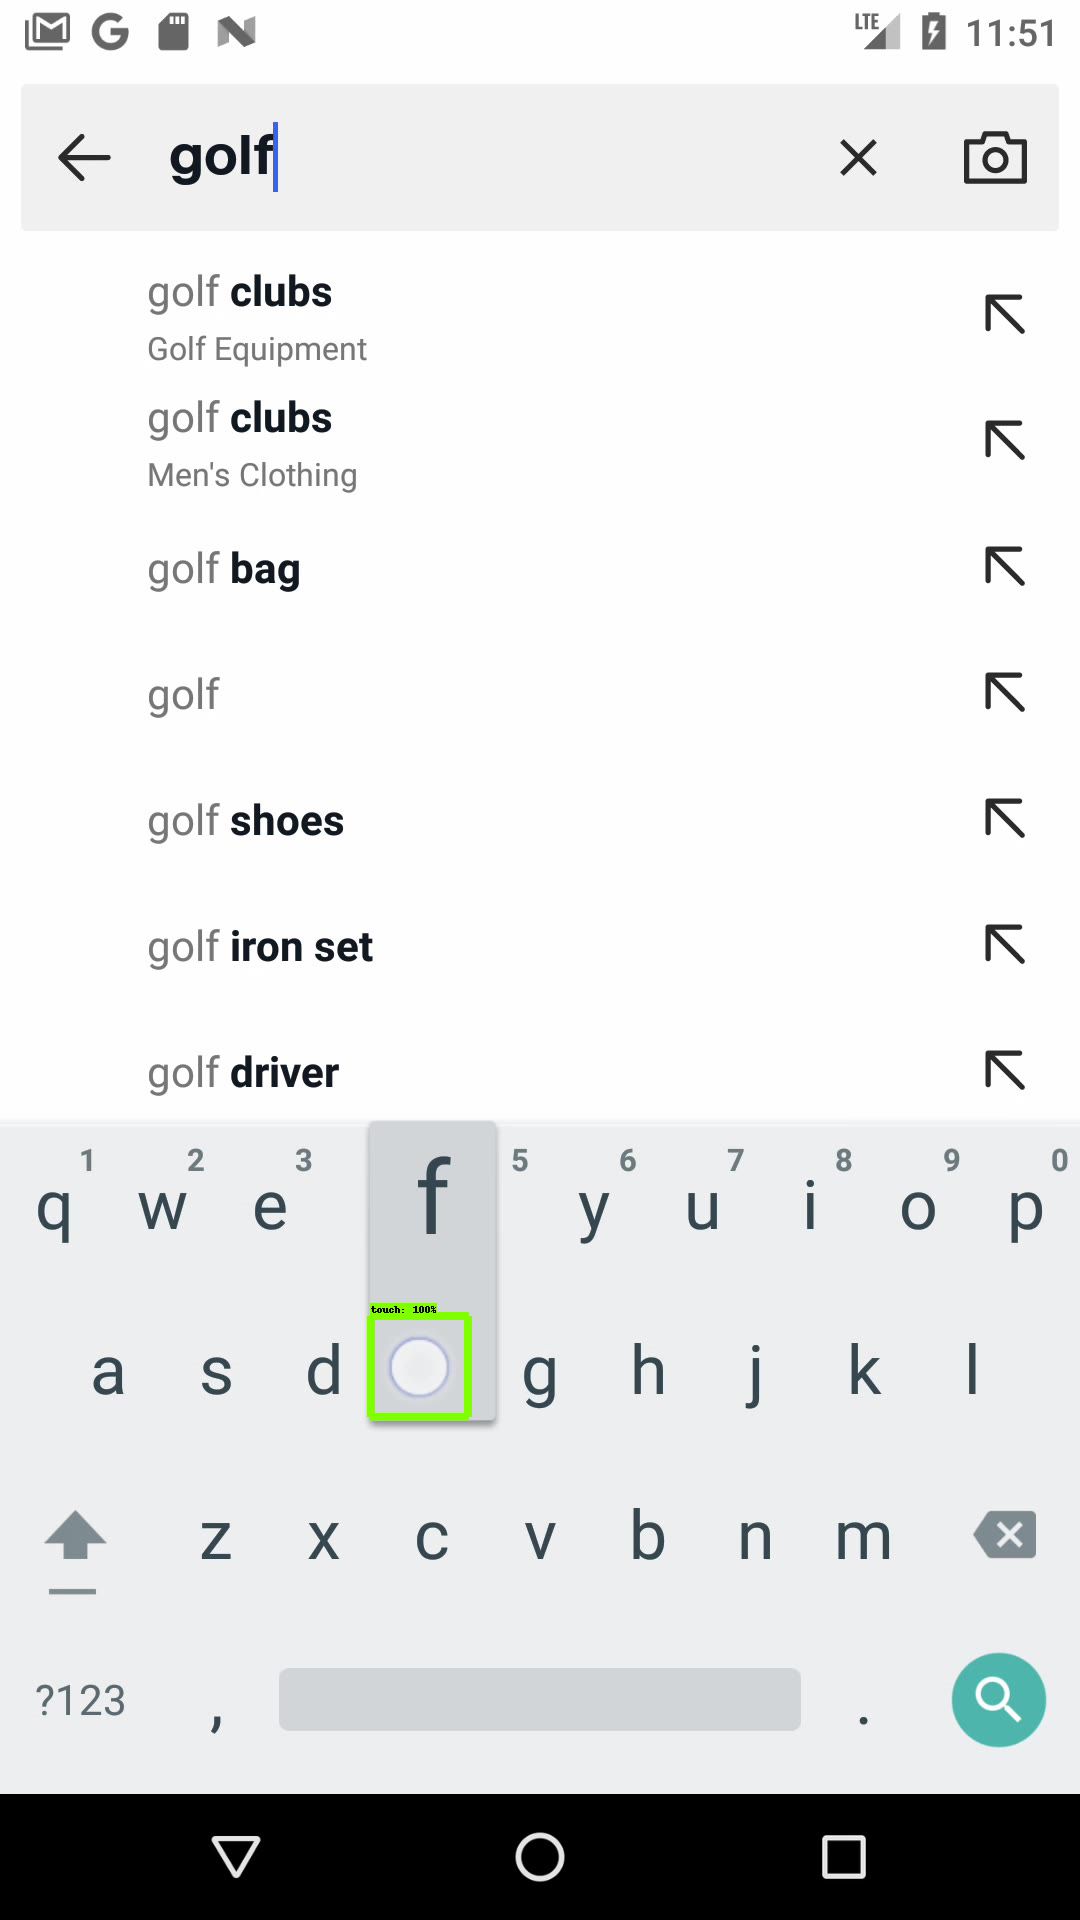 LTE 11:51
golf
golf clubs
Golf Equipment
golf clubs
Men's Clothing
golf bag
golf
golf shoes
golf iron set
golf driver
1 2 3 5 6 7 8 9 0
q w e f y u i o p
touch: 100%
a s d g h j k l
z x c v b n m
?123 , .